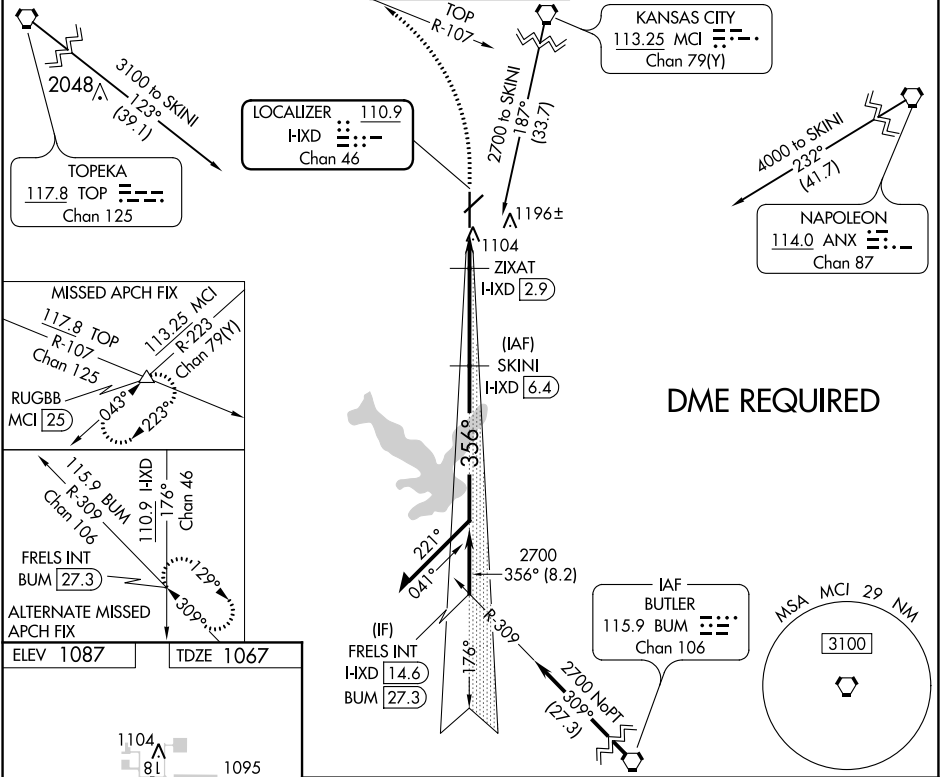 TOP
R-107
KANSAS CITY
113.25 MCI
Chan 79(Y)
2048
3100 to SKINI
123°
(39.1)
TOPEKA
117.8 TOP
Chan 125
LOCALIZER 110.9
I-IXD
Chan 46
2700 to SKINI
187°
(33.7)
4000 to SKINI
232°
(41.7)
NAPOLEON
114.0 ANX
Chan 87
1196±
1104
ZIXAT
I-IXD 2.9
(IAF)
SKINI
I-IXD 6.4
DME REQUIRED
MISSED APCH FIX
117.8 TOP
R-107
Chan 125
113.25 MCI
R-223
Chan 79(Y)
RUGBB
MCI 25
043°
223°
356°
115.9 BUM
R-309
Chan 106
110.9 I-IXD
176°
Chan 46
FRELS INT
BUM 27.3
129°
309°
ALTERNATE MISSED
APCH FIX
221°
041°
2700
356° (8.2)
R-309
(IF)
FRELS INT
I-IXD 14.6
BUM 27.3
176°
2700 NoPT
309°
(27.3)
IAF
BUTLER
115.9 BUM
Chan 106
MSA MCI 29 NM
3100
ELEV 1087
TDZE 1067
1104
18
1095